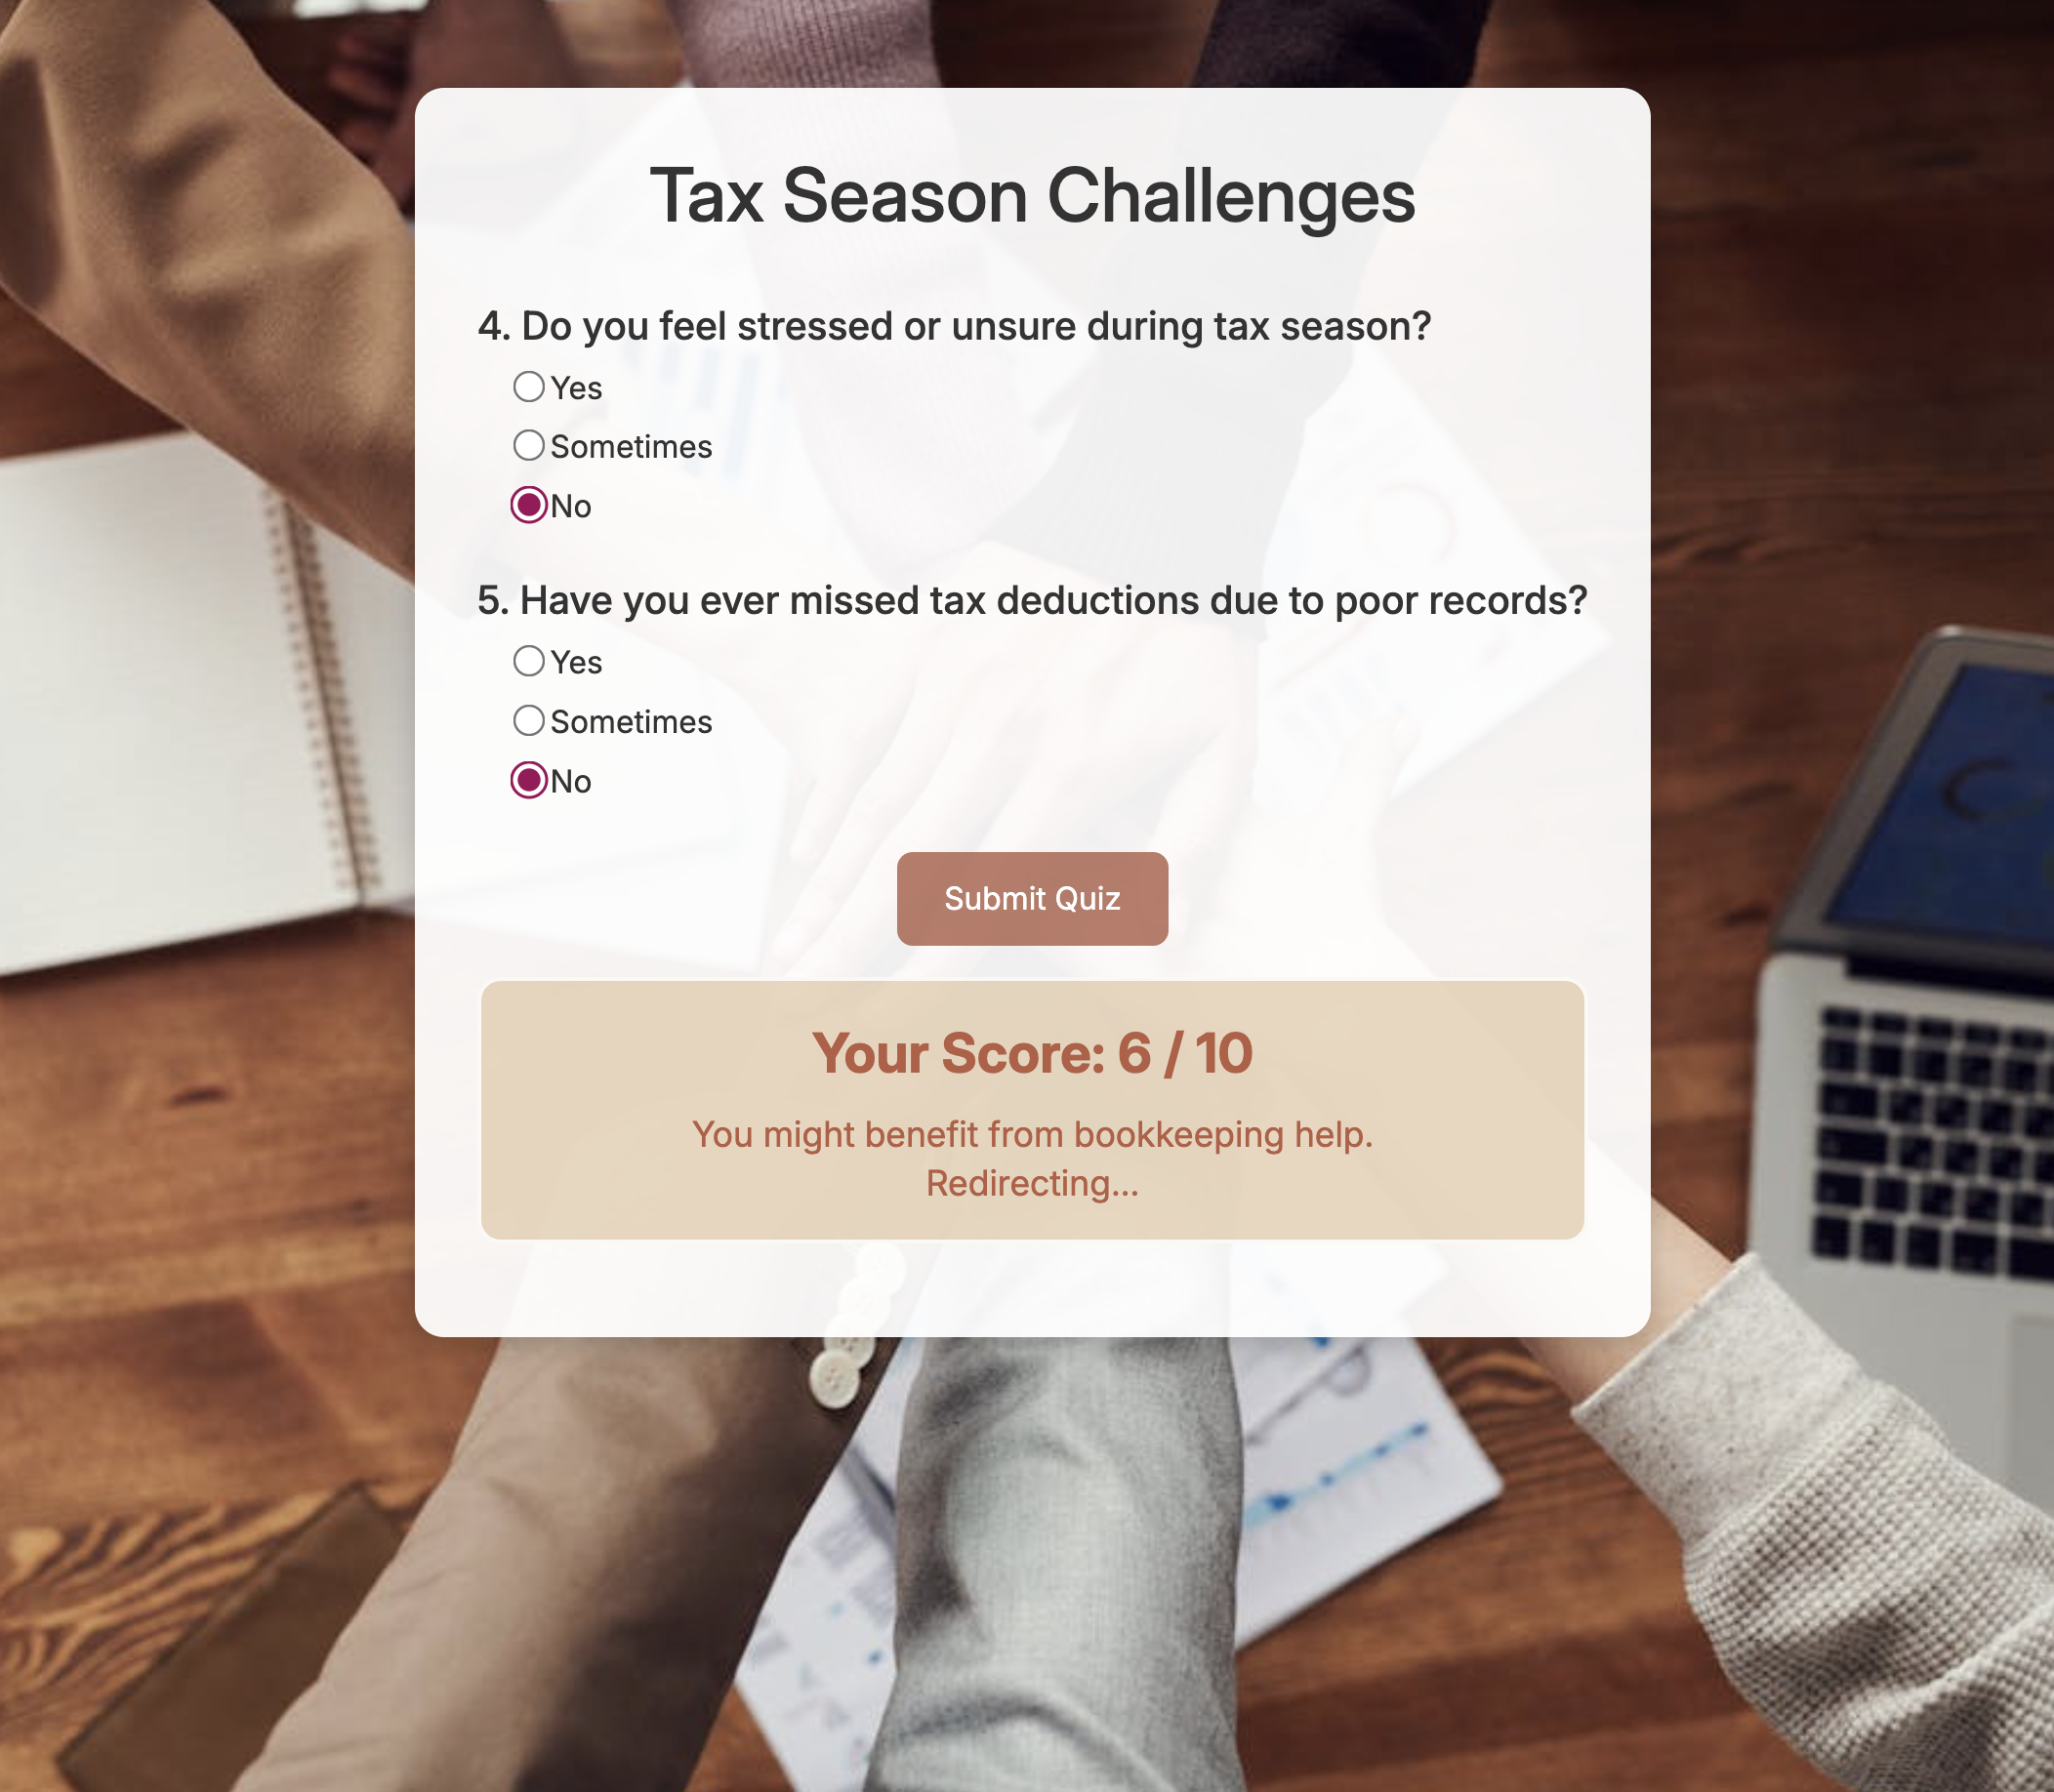 Tax Season Challenges
4. Do you feel stressed or unsure during tax season?
Yes
Sometimes
No
5. Have you ever missed tax deductions due to poor records?
Yes
Sometimes
No
Submit Quiz
Your Score: 6 / 10
You might benefit from bookkeeping help.
Redirecting...